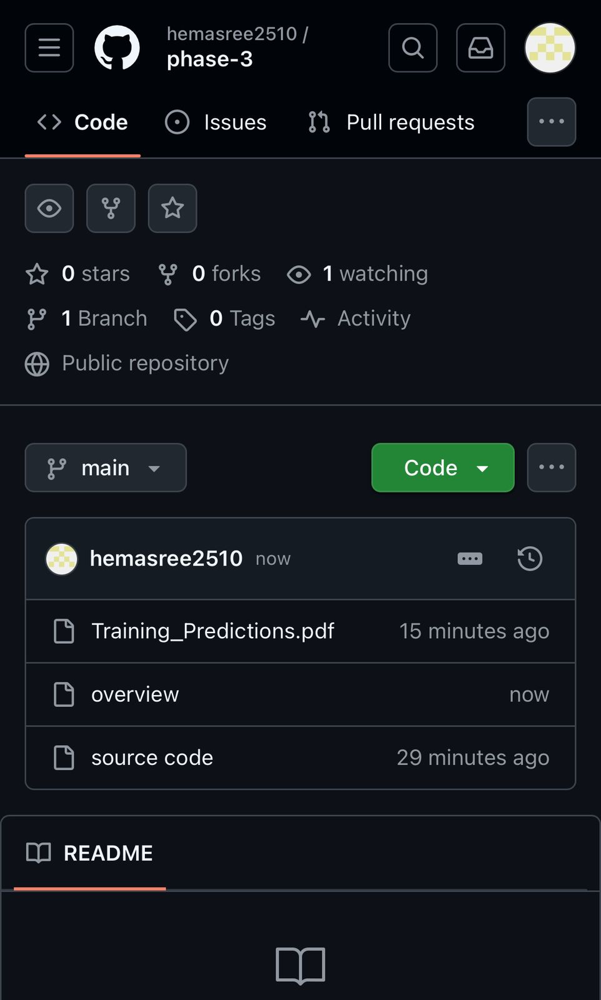 hemasree2510 /
phase-3
Code Issues Pull requests
0 stars 0 forks 1 watching
1 Branch 0 Tags Activity
Public repository
main Code
hemasree2510 now
Training_Predictions.pdf 15 minutes ago
overview now
source code 29 minutes ago
README